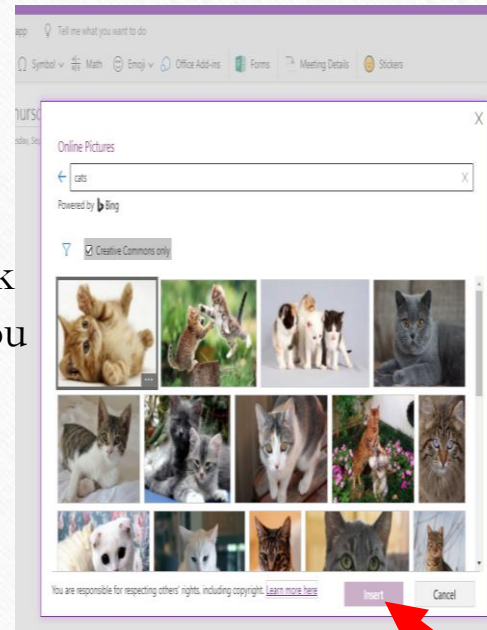 app Tell me what you want to do
Symbol Math Emoji Office Add-ins Forms Meeting Details Stickers
Online Pictures
cats
X
Powered by Bing
Creative Commons only
You are responsible for respecting others' rights, including copyright. Learn more here
Insert
Cancel